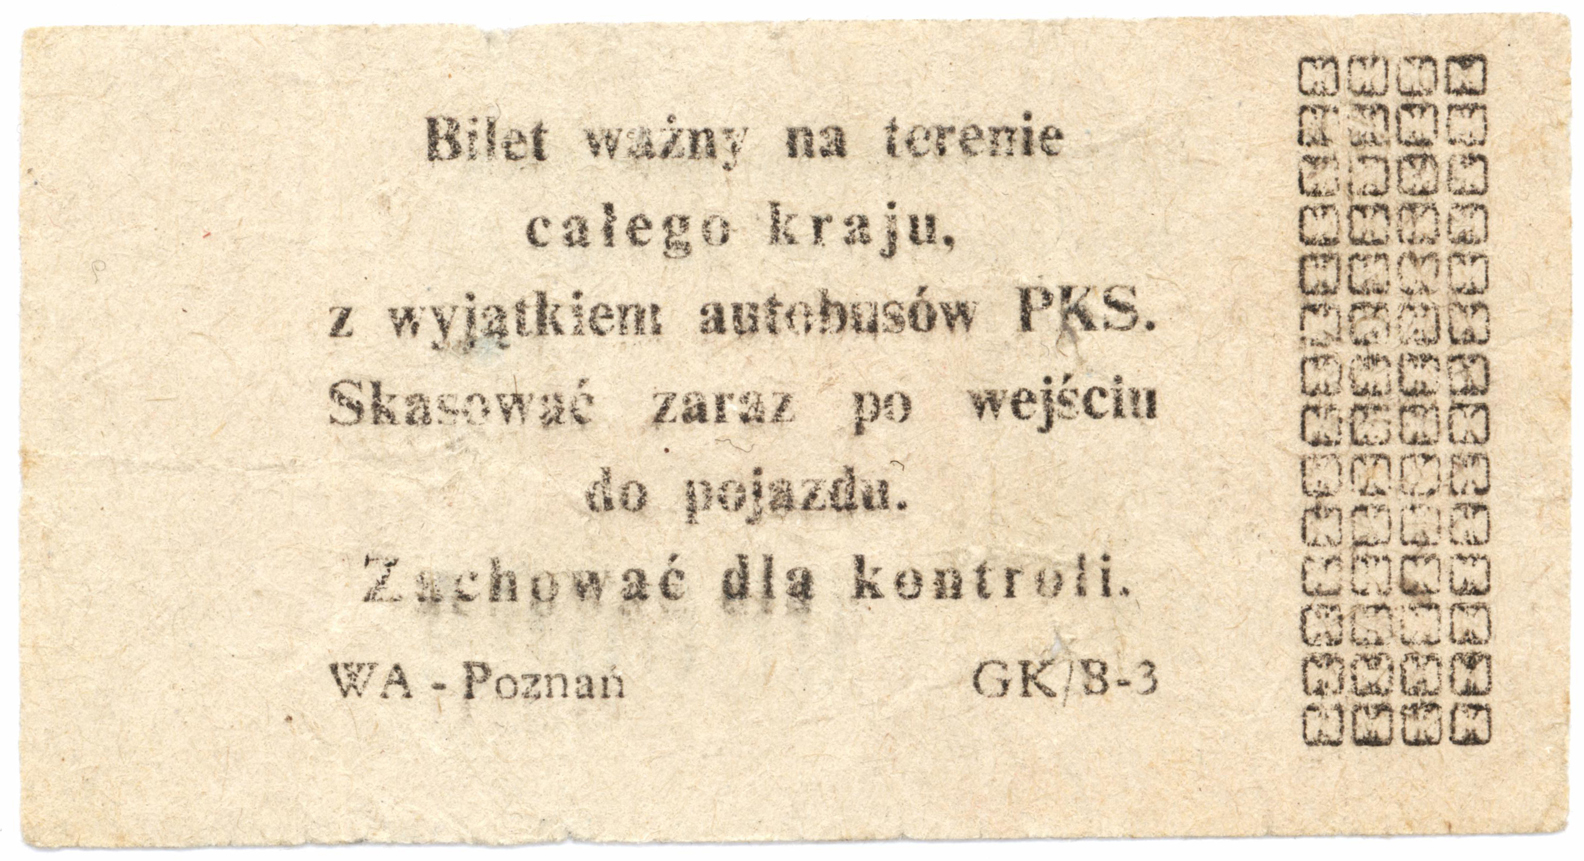 Bilet ważny na terenie
całego kraju,
z wyjątkiem autobusów PKS.
Skasować zaraz po wejściu
do pojazdu.
Zachować dla kontroli.
WA - Poznań GK/B-3